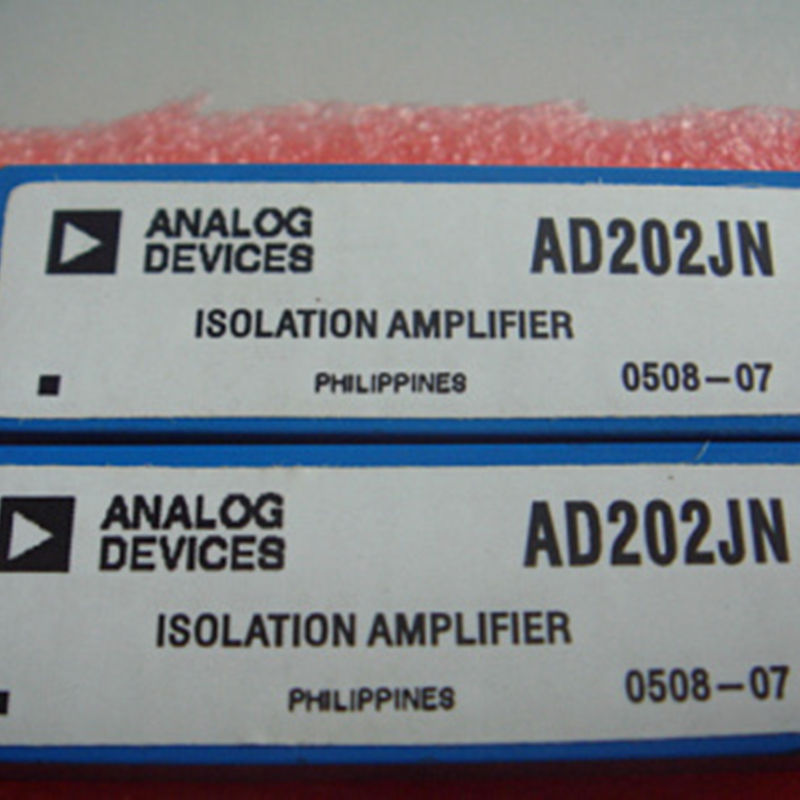 ANALOG
DEVICES
AD202JN
ISOLATION AMPLIFIER
PHILIPPINES
0508-07
ANALOG
DEVICES
AD202JN
ISOLATION AMPLIFIER
PHILIPPINES
0508-07